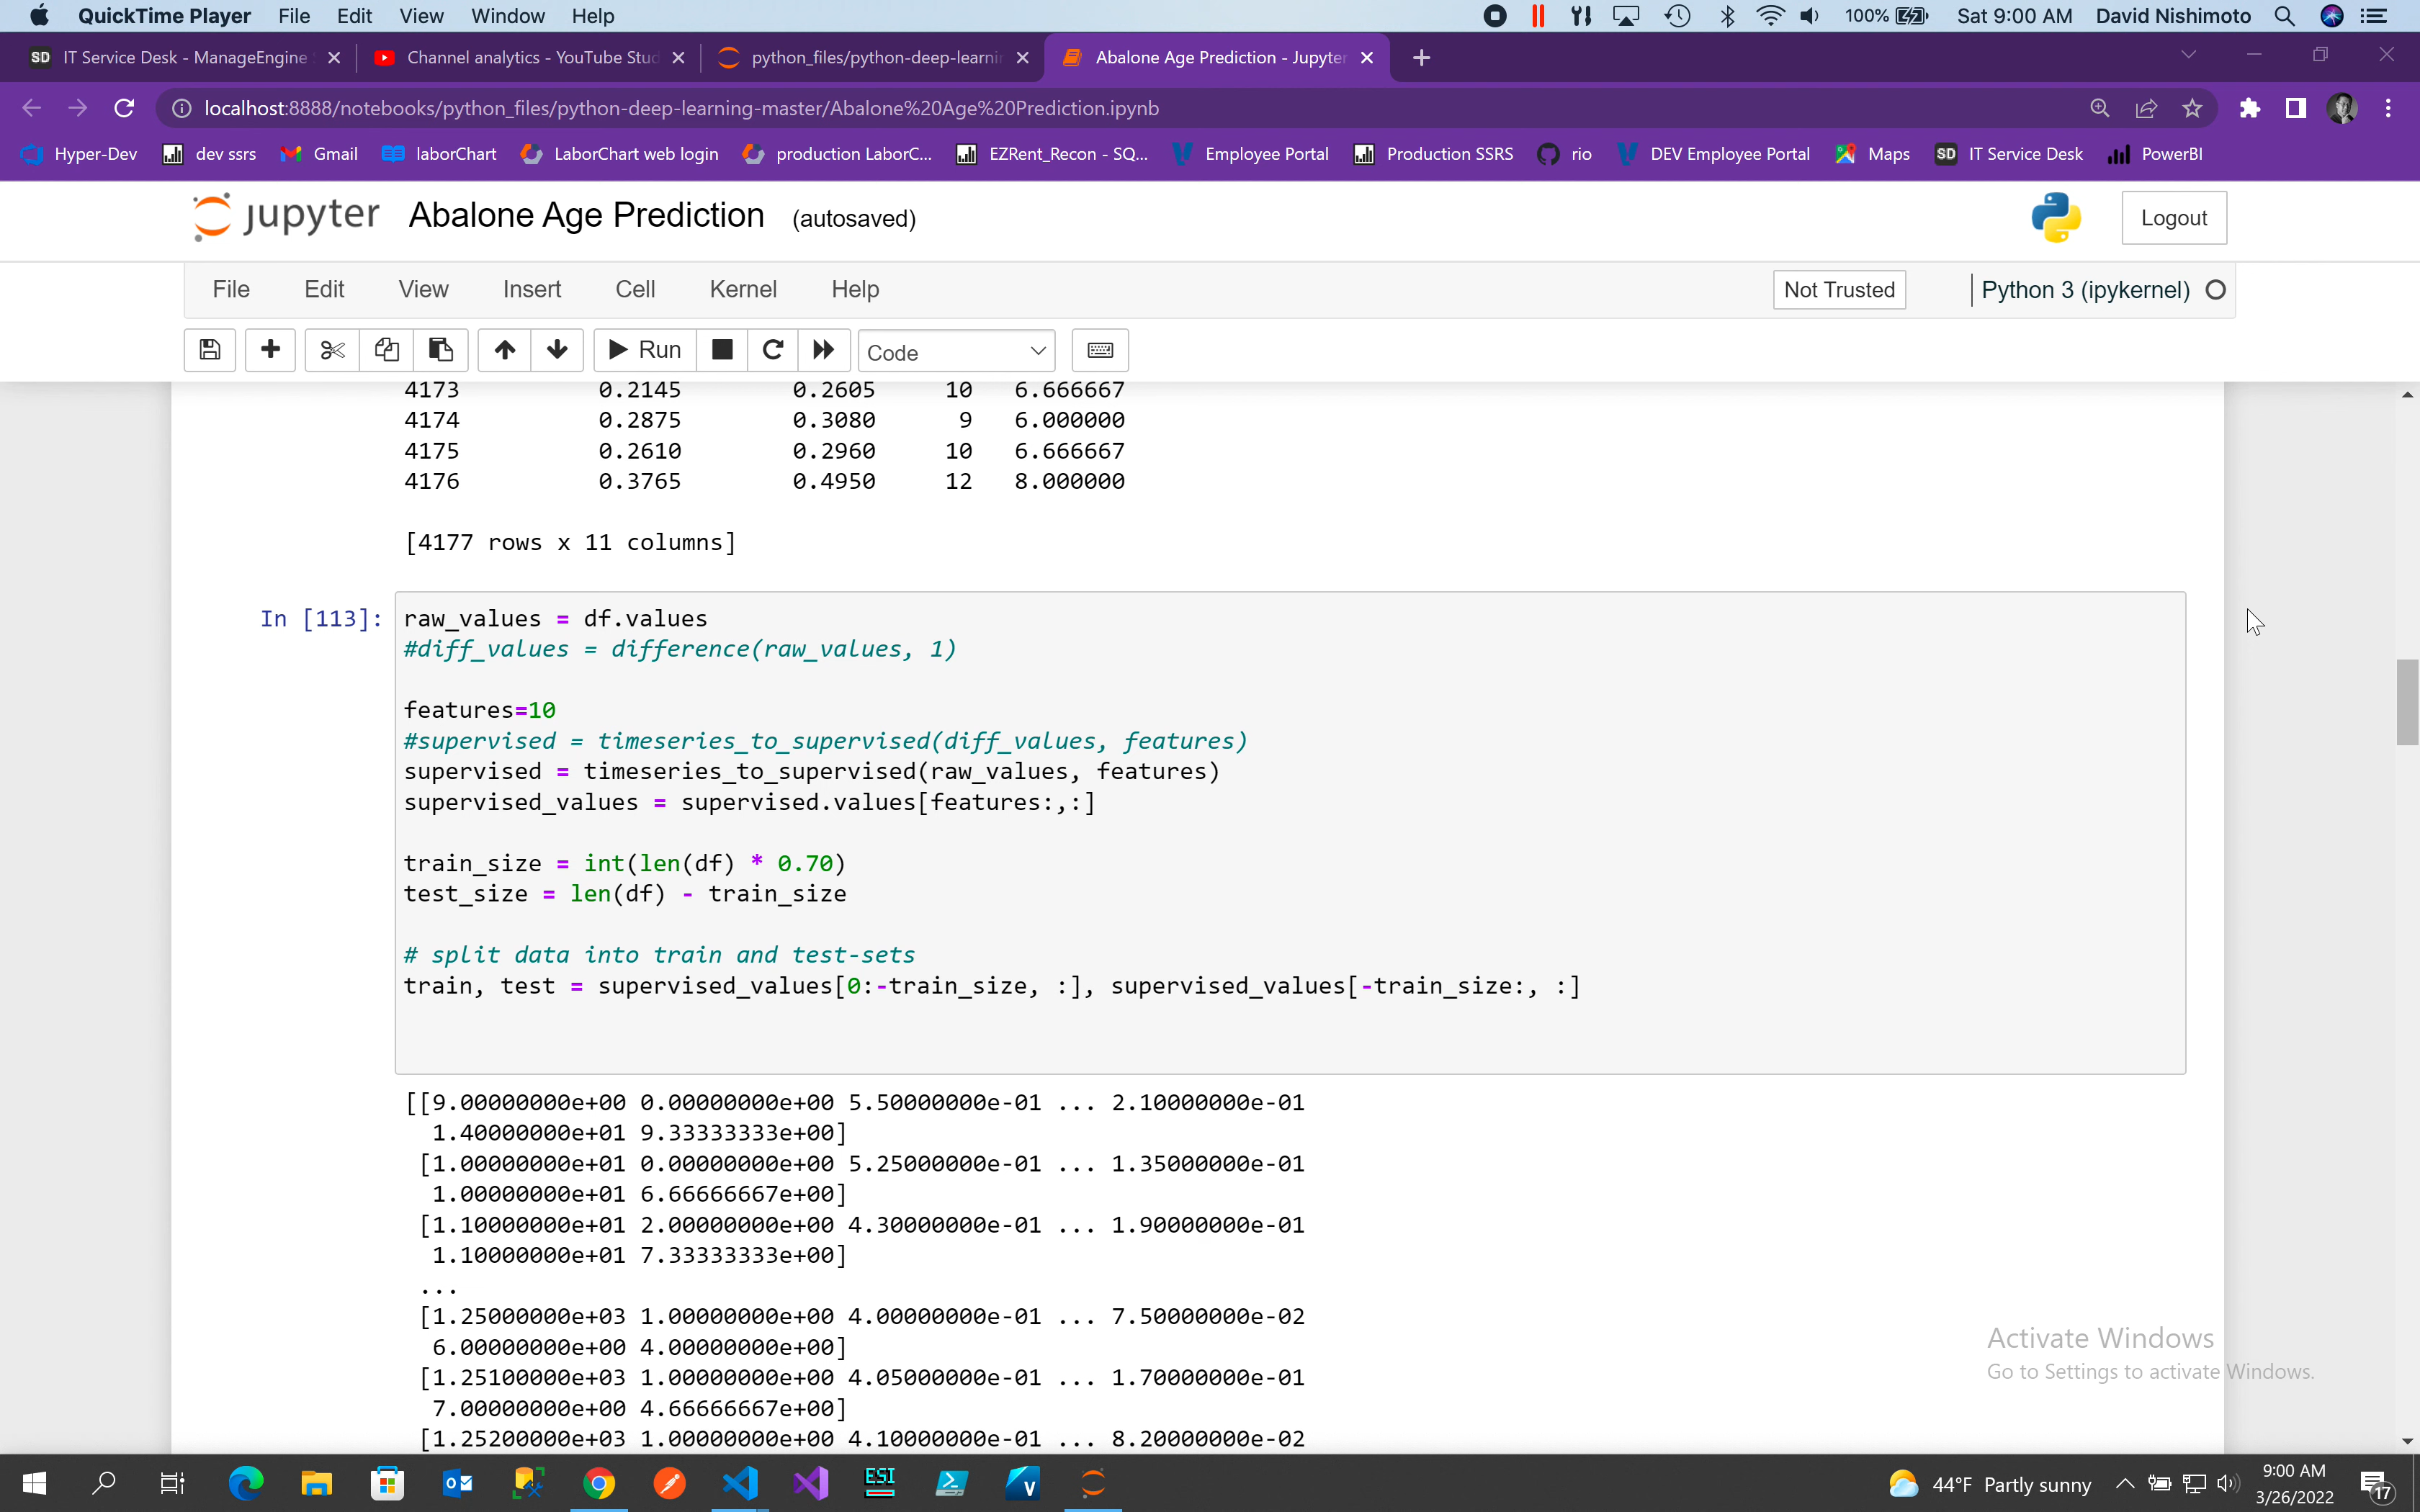 QuickTime Player File Edit View Window Help 100% Sat 9:00 AM David Nishimoto
SD IT Service Desk - ManageEngine Channel analytics - YouTube Stud python_files/python-deep-learnin Abalone Age Prediction - Jupyter
localhost:8888/notebooks/python_files/python-deep-learning-master/Abalone%20Age%20Prediction.ipynb
Hyper-Dev dev ssrs Gmail laborChart LaborChart web login production LaborC... EZRent_Recon - SQ... Employee Portal Production SSRS rio DEV Employee Portal Maps SD IT Service Desk PowerBI
jupyter Abalone Age Prediction (autosaved) Logout
File Edit View Insert Cell Kernel Help Not Trusted Python 3 (ipykernel)
Run Code
4173 0.2145 0.2605 10 6.666667
4174 0.2875 0.3080 9 6.000000
4175 0.2610 0.2960 10 6.666667
4176 0.3765 0.4950 12 8.000000
[4177 rows x 11 columns]
In [113]: raw_values = df.values
#diff_values = difference(raw_values, 1)
features=10
#supervised = timeseries_to_supervised(diff_values, features)
supervised = timeseries_to_supervised(raw_values, features)
supervised_values = supervised.values[features:,:]
train_size = int(len(df) * 0.70)
test_size = len(df) - train_size
# split data into train and test-sets
train, test = supervised_values[0:-train_size, :], supervised_values[-train_size:, :]
[[9.00000000e+00 0.00000000e+00 5.50000000e-01 ... 2.10000000e-01
1.40000000e+01 9.33333333e+00]
[1.00000000e+01 0.00000000e+00 5.25000000e-01 ... 1.35000000e-01
1.00000000e+01 6.66666667e+00]
[1.10000000e+01 2.00000000e+00 4.30000000e-01 ... 1.90000000e-01
1.10000000e+01 7.33333333e+00]
...
[1.25000000e+03 1.00000000e+00 4.00000000e-01 ... 7.50000000e-02
6.00000000e+00 4.00000000e+00]
[1.25100000e+03 1.00000000e+00 4.05000000e-01 ... 1.70000000e-01
7.00000000e+00 4.66666667e+00]
[1.25200000e+03 1.00000000e+00 4.10000000e-01 ... 8.20000000e-02
Activate Windows
Go to Settings to activate Windows.
ESI 44°F Partly sunny 9:00 AM
3/26/2022 17